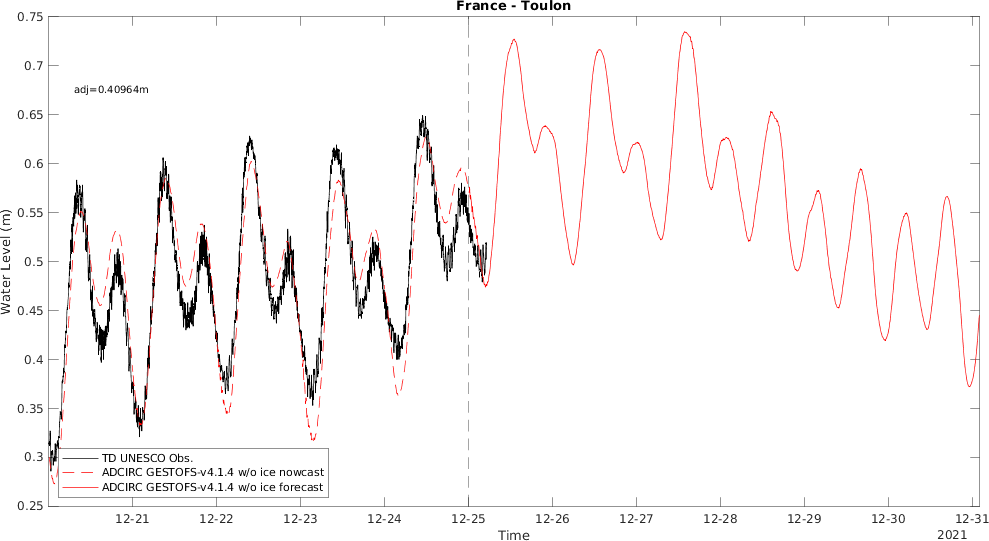 France - Toulon
0.75
0.7
0.65
0.6
0.55
0.5
0.45
0.4
0.35
0.3
0.25
Water Level (m)
adj=0.40964m
TD UNESCO Obs.
ADCIRC GESTOFS-v4.1.4 w/o ice nowcast
ADCIRC GESTOFS-v4.1.4 w/o ice forecast
12-21 12-22 12-23 12-24 12-25 12-26 12-27 12-28 12-29 12-30 12-31
Time
2021